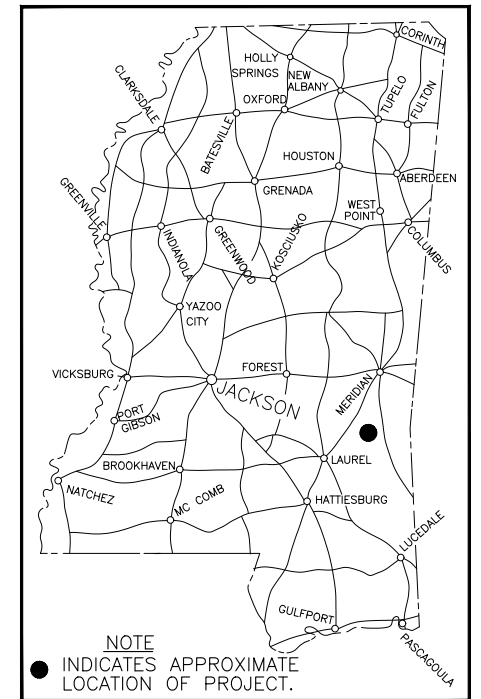 CORINTH
HOLLY
SPRINGS
NEW
ALBANY
CLARKSDALE
OXFORD
TUPELO
FULTON
BATESVILLE
HOUSTON
ABERDEEN
GRENADA
GREENVILLE
WEST
POINT
INDIANOLA
GREENWOOD
KOSCIUSKO
COLUMBUS
YAZOO
CITY
VICKSBURG
FOREST
MERIDIAN
JACKSON
PORT
GIBSON
BROOKHAVEN
LAUREL
NATCHEZ
MC COMB
HATTIESBURG
LUCEDALE
GULFPORT
PASCAGOULA
NOTE
INDICATES APPROXIMATE
LOCATION OF PROJECT.